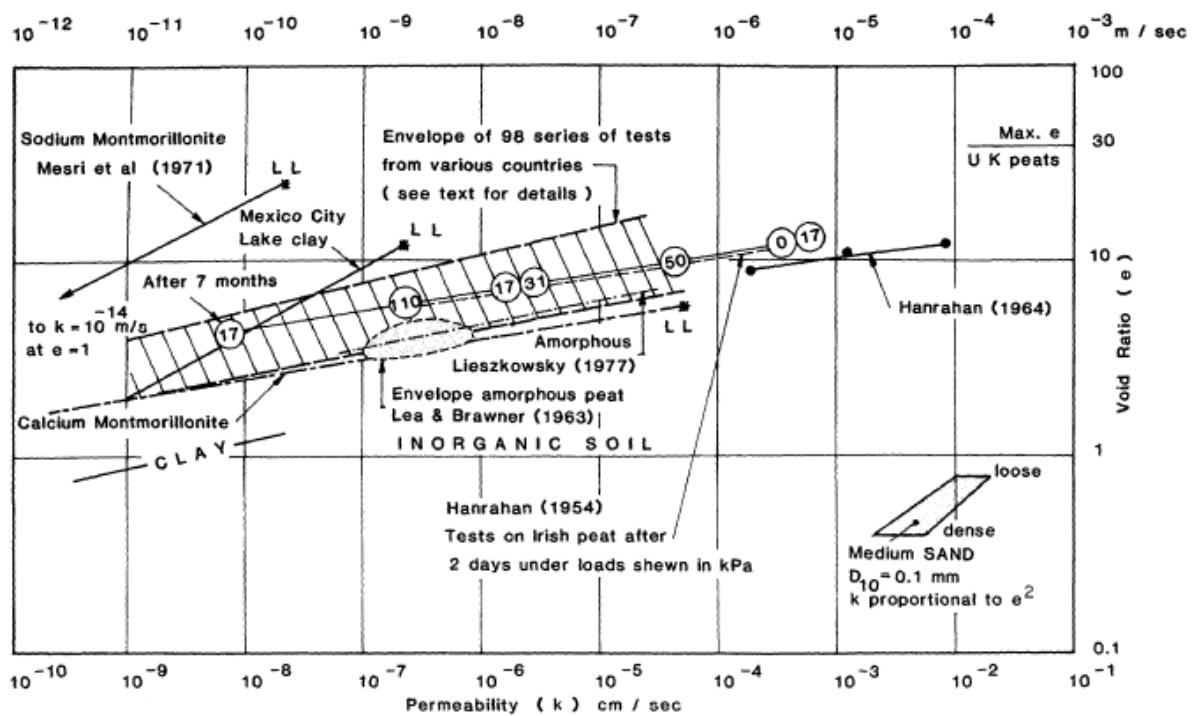 10⁻¹² 10⁻¹¹ 10⁻¹⁰ 10⁻⁹ 10⁻⁸ 10⁻⁷ 10⁻⁶ 10⁻⁵ 10⁻⁴ 10⁻³ m / sec
100
Sodium Montmorillonite
Mesri et al (1971)
L L
Mexico City
Lake clay
L L
Envelope of 98 series of tests
from various countries
( see text for details )
Max. e
30
U K peats
After 7 months
to k = 10⁻¹⁴ m/s
at e = 1
17
110
17
31
50
0
17
10
Hanrahan (1964)
L L
Amorphous
Lieszkowsky (1977)
Envelope amorphous peat
Lea & Brawner (1963)
Calcium Montmorillonite
INORGANIC SOIL
CLAY
1
Void Ratio ( e )
Hanrahan (1954)
Tests on Irish peat after
2 days under loads shewn in kPa
loose
dense
Medium SAND
D₁₀ = 0.1 mm
k proportional to e²
0.1
10⁻¹⁰ 10⁻⁹ 10⁻⁸ 10⁻⁷ 10⁻⁶ 10⁻⁵ 10⁻⁴ 10⁻³ 10⁻² 10⁻¹
Permeability ( k ) cm / sec